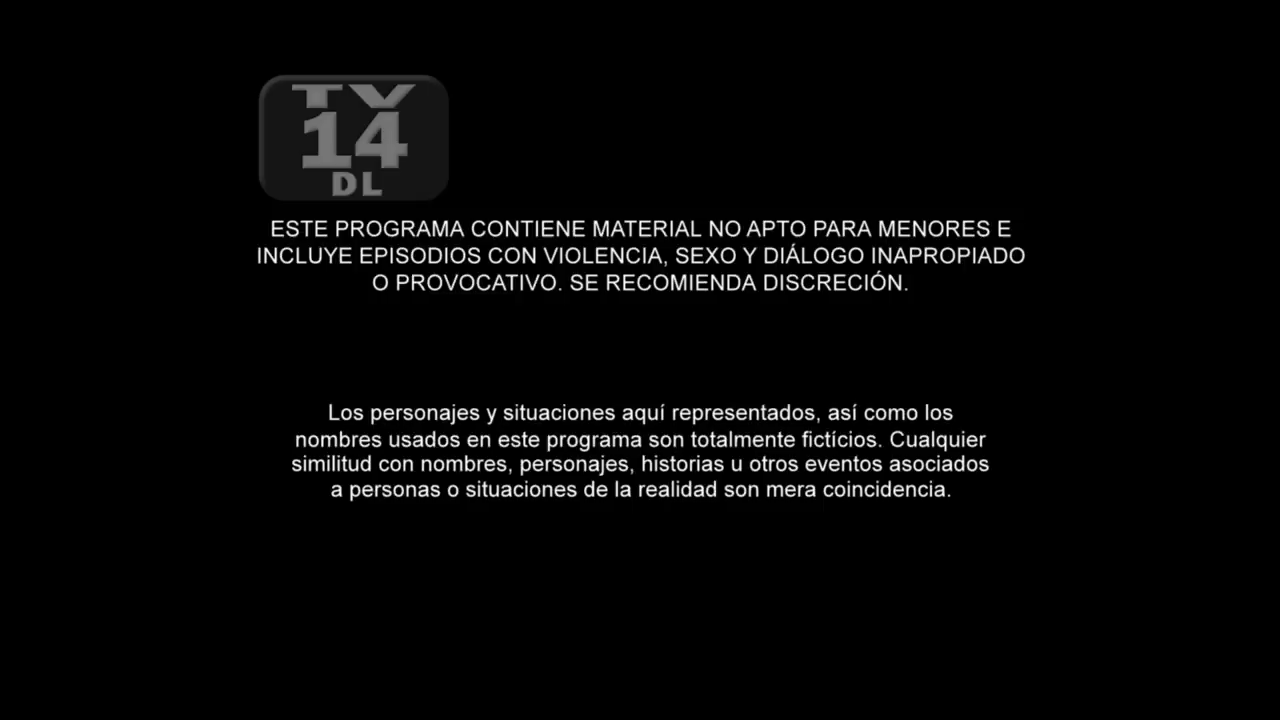 TV
14
DL
ESTE PROGRAMA CONTIENE MATERIAL NO APTO PARA MENORES E
INCLUYE EPISODIOS CON VIOLENCIA, SEXO Y DIÁLOGO INAPROPIADO
O PROVOCATIVO. SE RECOMIENDA DISCRECIÓN.
Los personajes y situaciones aquí representados, así como los
nombres usados en este programa son totalmente fictícios. Cualquier
similitud con nombres, personajes, historias u otros eventos asociados
a personas o situaciones de la realidad son mera coincidencia.